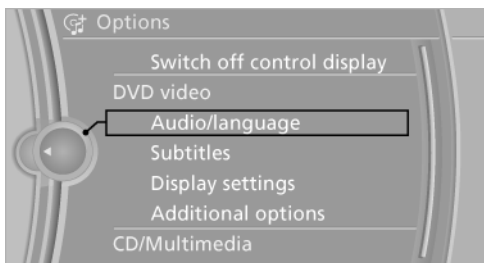 Options
Switch off control display
DVD video
Audio/language
Subtitles
Display settings
Additional options
CD/Multimedia